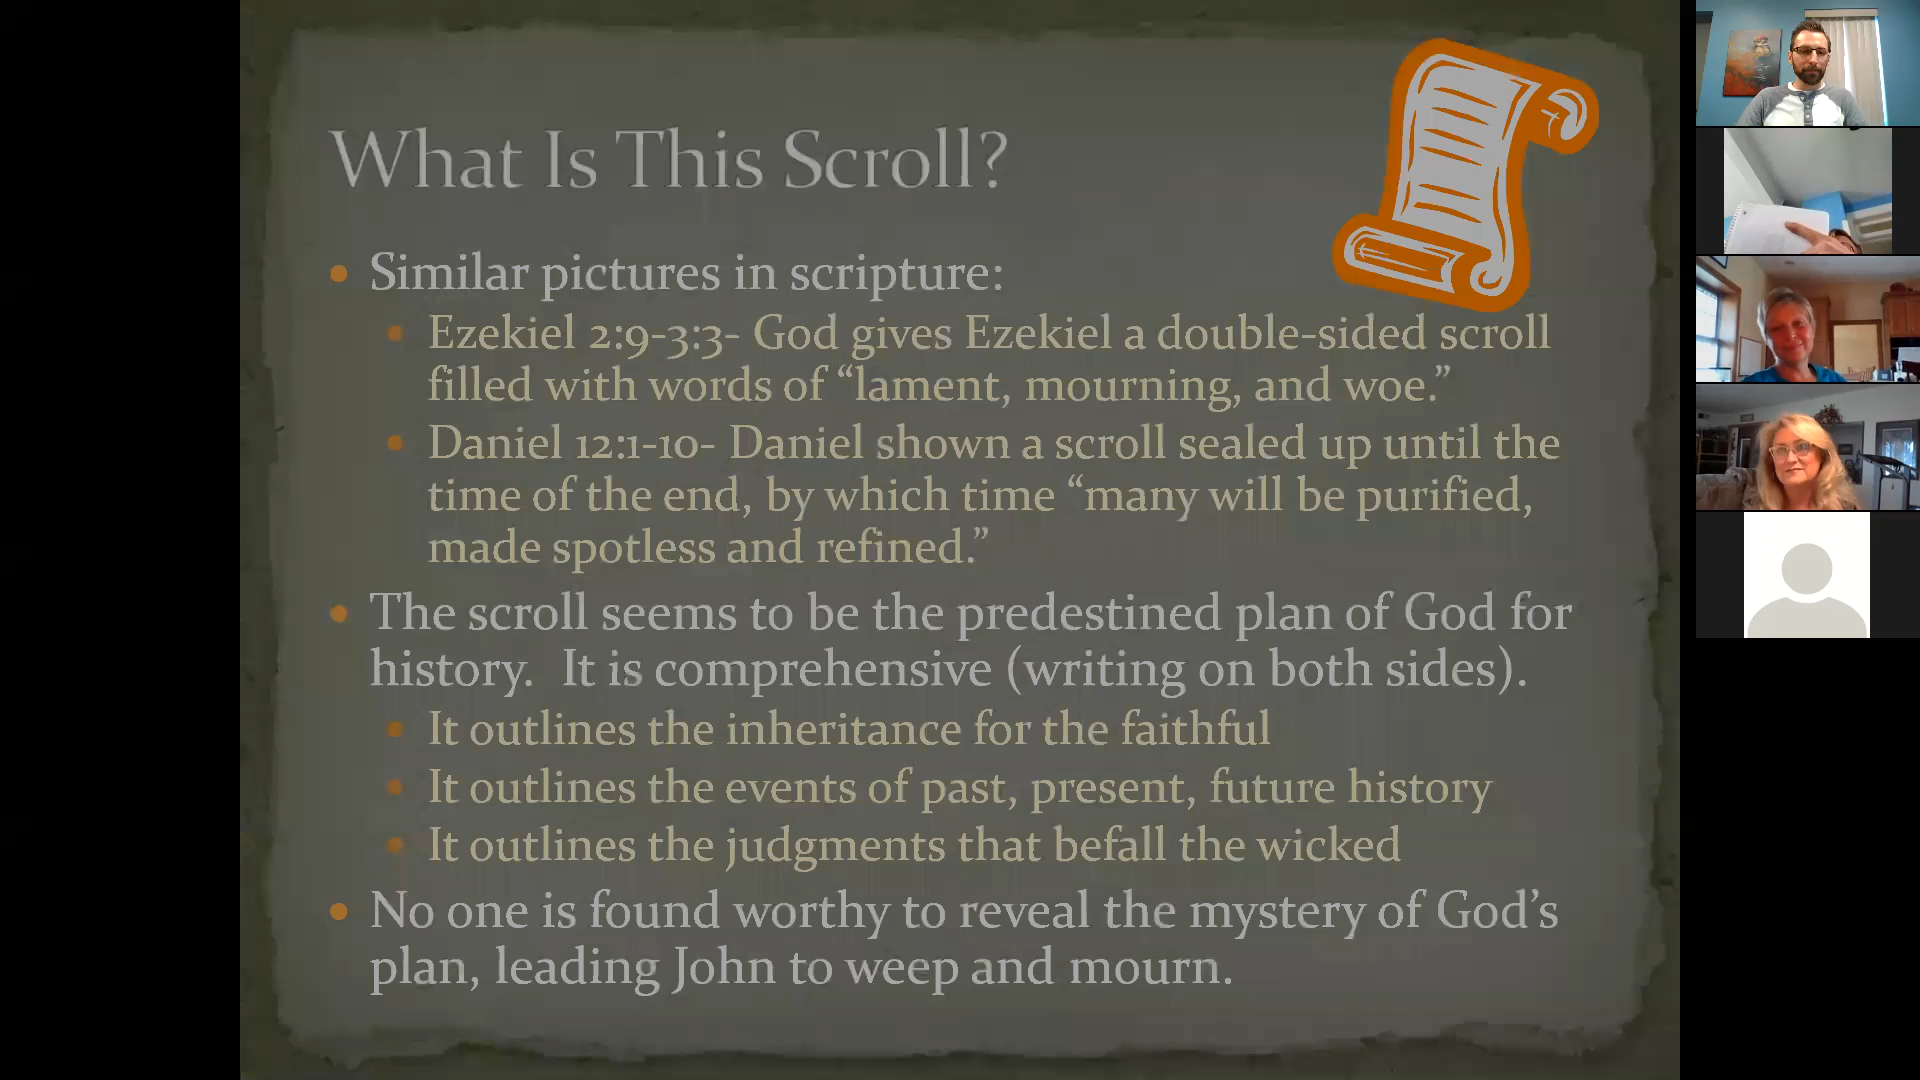 What Is This Scroll?
• Similar pictures in scripture:
• Ezekiel 2:9-3:3- God gives Ezekiel a double-sided scroll
filled with words of “lament, mourning, and woe.”
• Daniel 12:1-10- Daniel shown a scroll sealed up until the
time of the end, by which time “many will be purified,
made spotless and refined.”
• The scroll seems to be the predestined plan of God for
history.  It is comprehensive (writing on both sides).
• It outlines the inheritance for the faithful
• It outlines the events of past, present, future history
• It outlines the judgments that befall the wicked
• No one is found worthy to reveal the mystery of God’s
plan, leading John to weep and mourn.